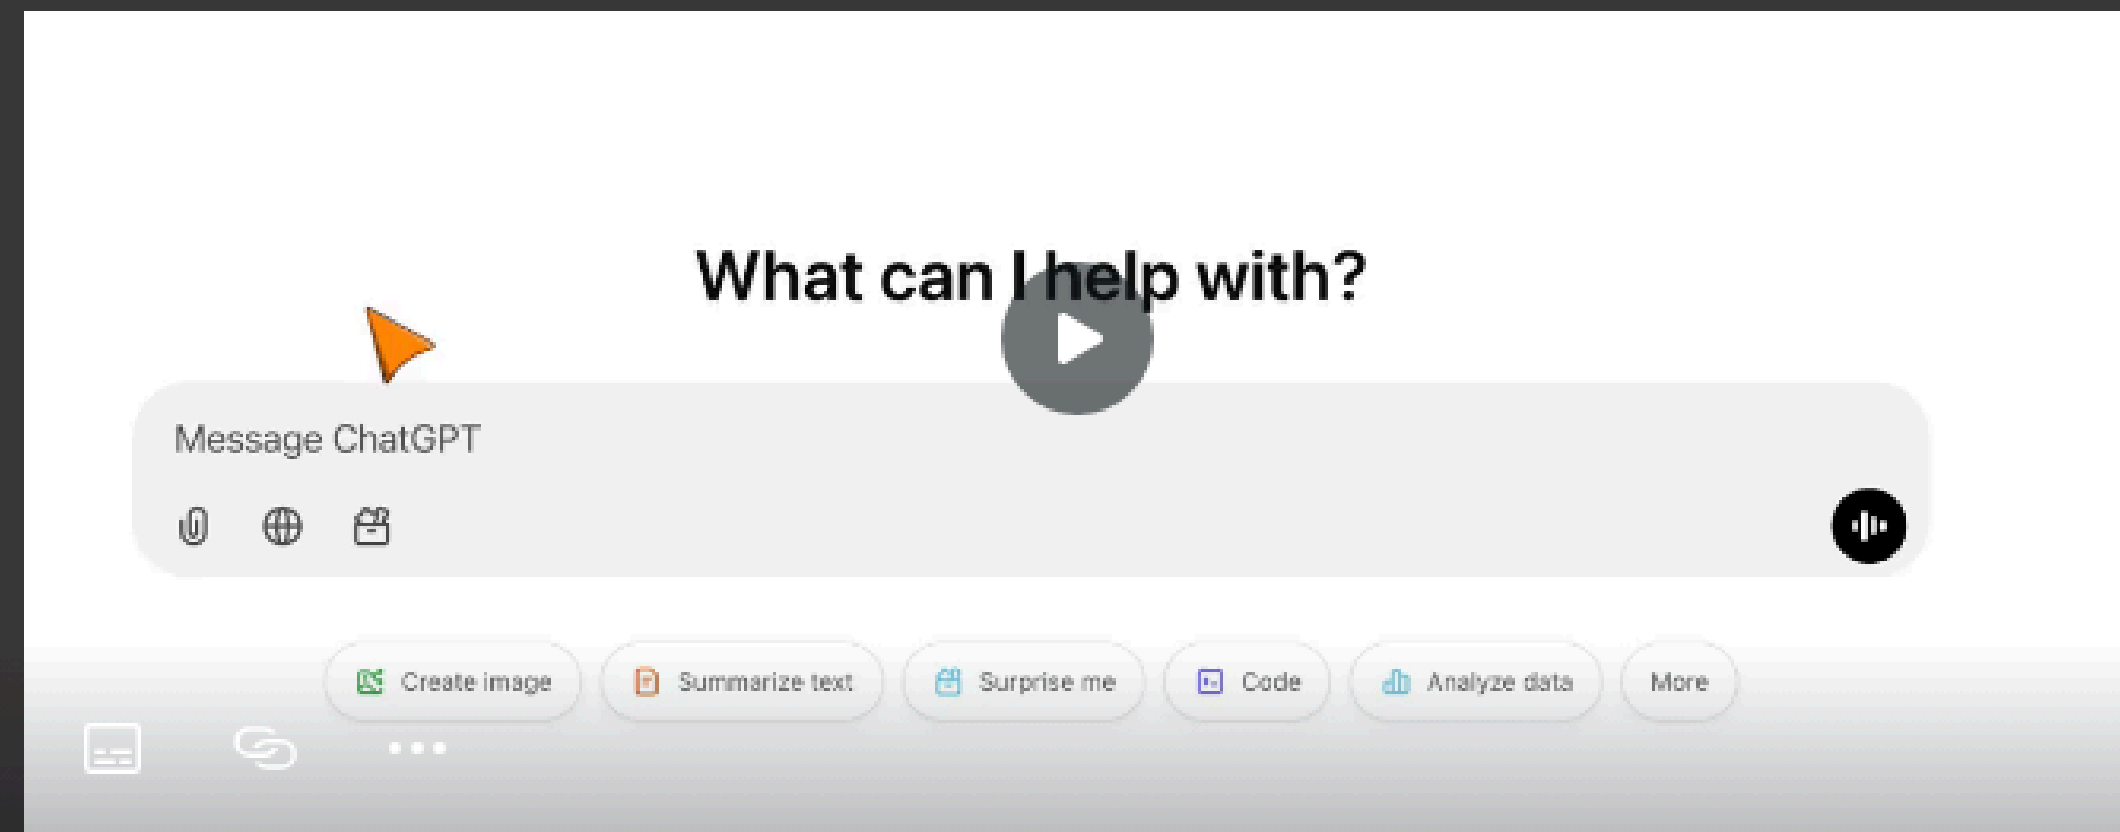 What can I help with?
Message ChatGPT
Create image Summarize text Surprise me Code Analyze data More